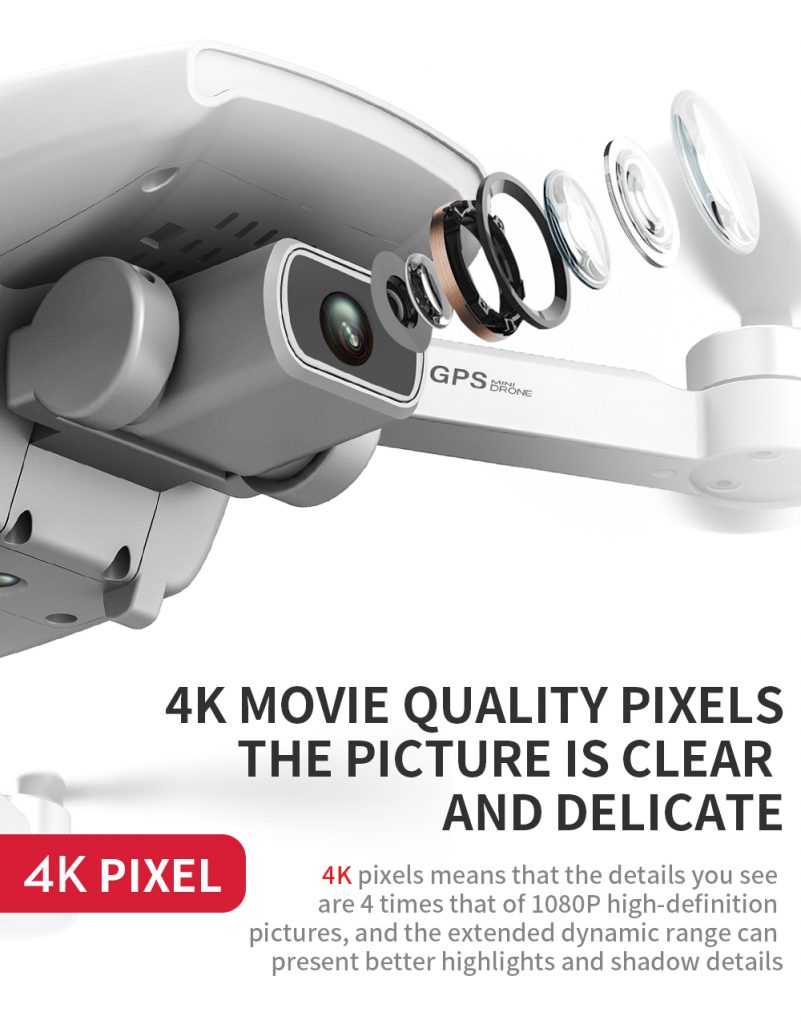 GPS MINI
DRONE
4K MOVIE QUALITY PIXELS
THE PICTURE IS CLEAR
AND DELICATE
4K PIXEL
4K pixels means that the details you see
are 4 times that of 1080P high-definition
pictures, and the extended dynamic range can
present better highlights and shadow details